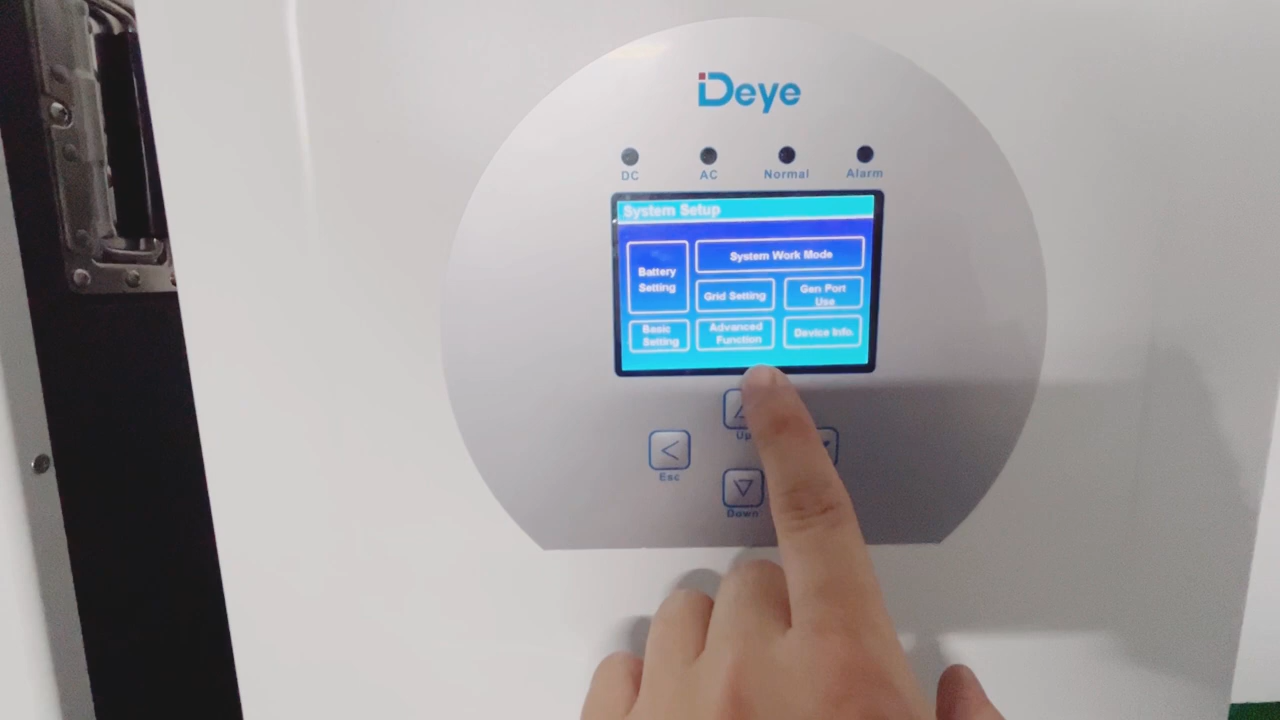 Deye
DC
AC
Normal
Alarm
System Setup
Battery
Setting
System Work Mode
Grid Setting
Gen Port
Use
Basic
Setting
Advanced
Function
Device Info.
Up
Esc
Down